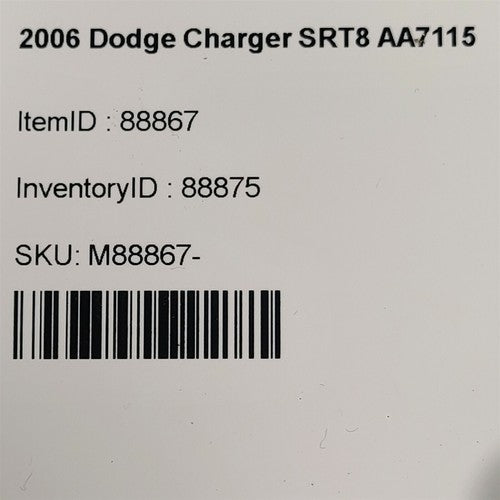 2006 Dodge Charger SRT8 AA7115
ItemID : 88867
InventoryID : 88875
SKU: M88867-